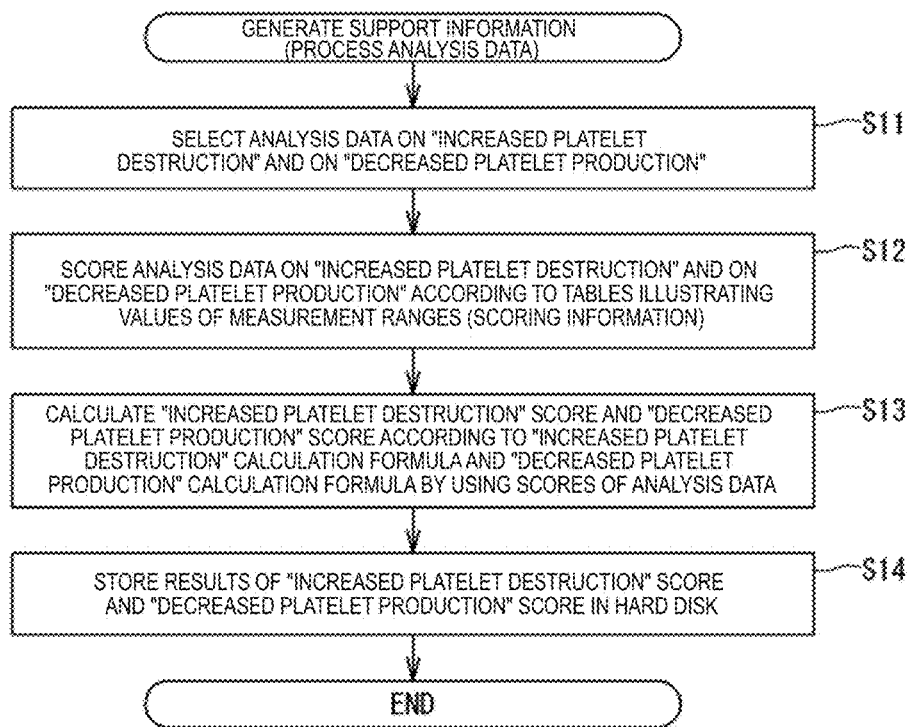 GENERATE SUPPORT INFORMATION
(PROCESS ANALYSIS DATA)
S11
SELECT ANALYSIS DATA ON "INCREASED PLATELET
DESTRUCTION" AND ON "DECREASED PLATELET PRODUCTION"
S12
SCORE ANALYSIS DATA ON "INCREASED PLATELET DESTRUCTION" AND ON
"DECREASED PLATELET PRODUCTION" ACCORDING TO TABLES ILLUSTRATING
VALUES OF MEASUREMENT RANGES (SCORING INFORMATION)
S13
CALCULATE "INCREASED PLATELET DESTRUCTION" SCORE AND "DECREASED
PLATELET PRODUCTION" SCORE ACCORDING TO "INCREASED PLATELET
DESTRUCTION" CALCULATION FORMULA AND "DECREASED PLATELET
PRODUCTION" CALCULATION FORMULA BY USING SCORES OF ANALYSIS DATA
S14
STORE RESULTS OF "INCREASED PLATELET DESTRUCTION" SCORE
AND "DECREASED PLATELET PRODUCTION" SCORE IN HARD DISK
END